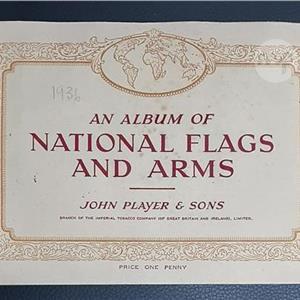 1936
AN ALBUM OF
NATIONAL FLAGS
AND ARMS
JOHN PLAYER & SONS
BRANCH OF THE IMPERIAL TOBACCO COMPANY (OF GREAT BRITAIN AND IRELAND), LIMITED.
PRICE ONE PENNY